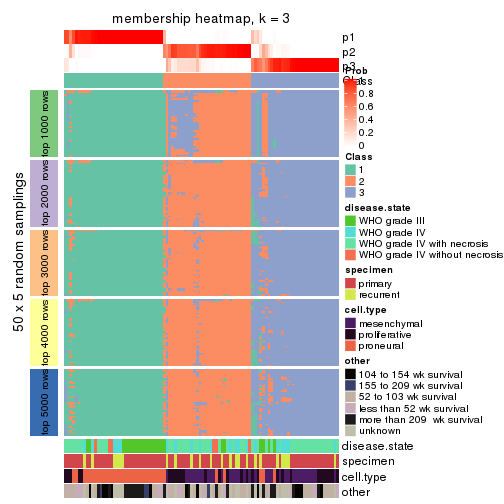 membership heatmap, k = 3
p1
p2
p3
Class
Prob
1
0.8
0.6
0.4
0.2
0
Class
1
2
3
disease.state
WHO grade III
WHO grade IV
WHO grade IV with necrosis
WHO grade IV without necrosis
specimen
primary
recurrent
cell.type
mesenchymal
proliferative
proneural
other
104 to 154 wk survival
155 to 209 wk survival
52 to 103 wk survival
less than 52 wk survival
more than 209 wk survival
unknown
50 x 5 random samplings
top 1000 rows
top 2000 rows
top 3000 rows
top 4000 rows
top 5000 rows
disease.state
specimen
cell.type
other